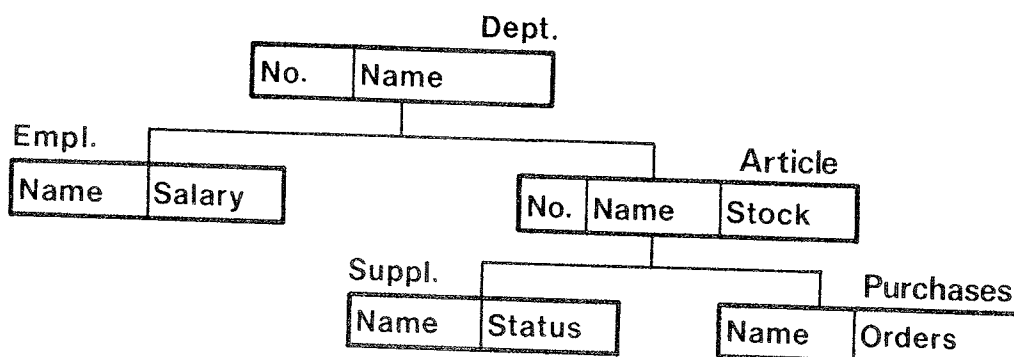 Dept.
No. Name
Empl.
Name Salary
Article
No. Name Stock
Suppl.
Name Status
Purchases
Name Orders